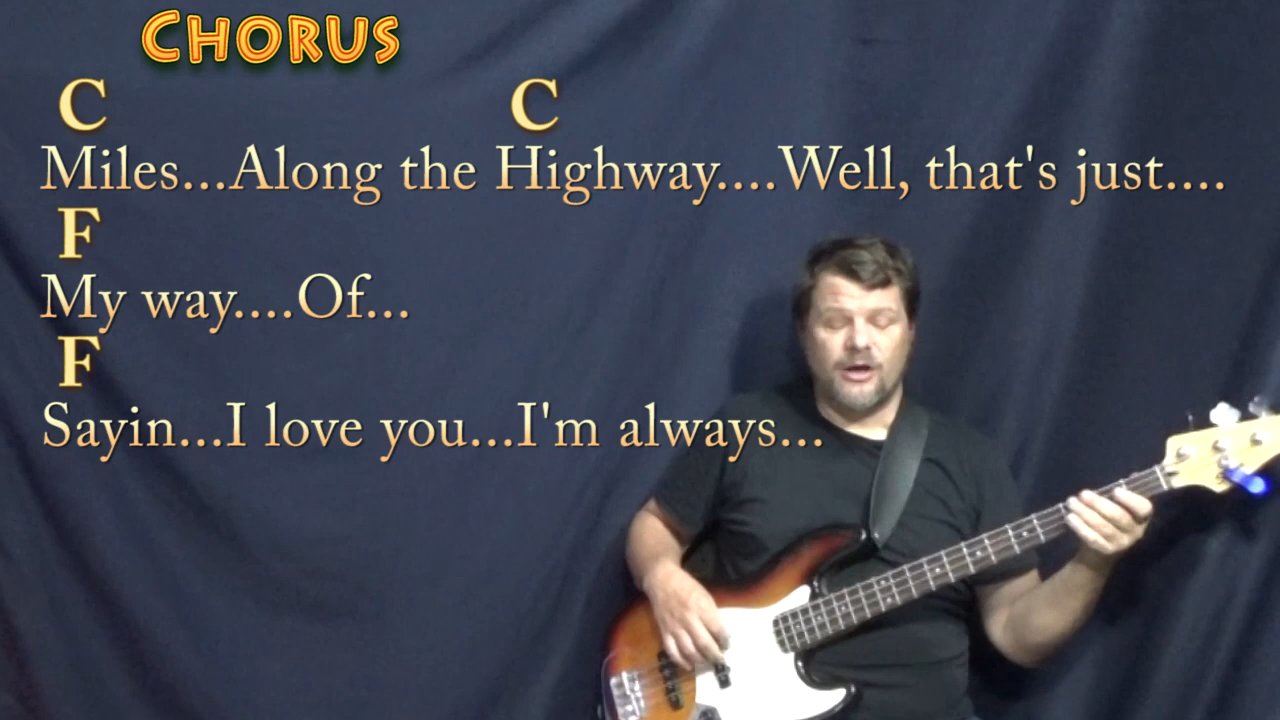 CHORUS
C C
Miles...Along the Highway....Well, that's just....
F
My way....Of...
F
Sayin...I love you...I'm always...